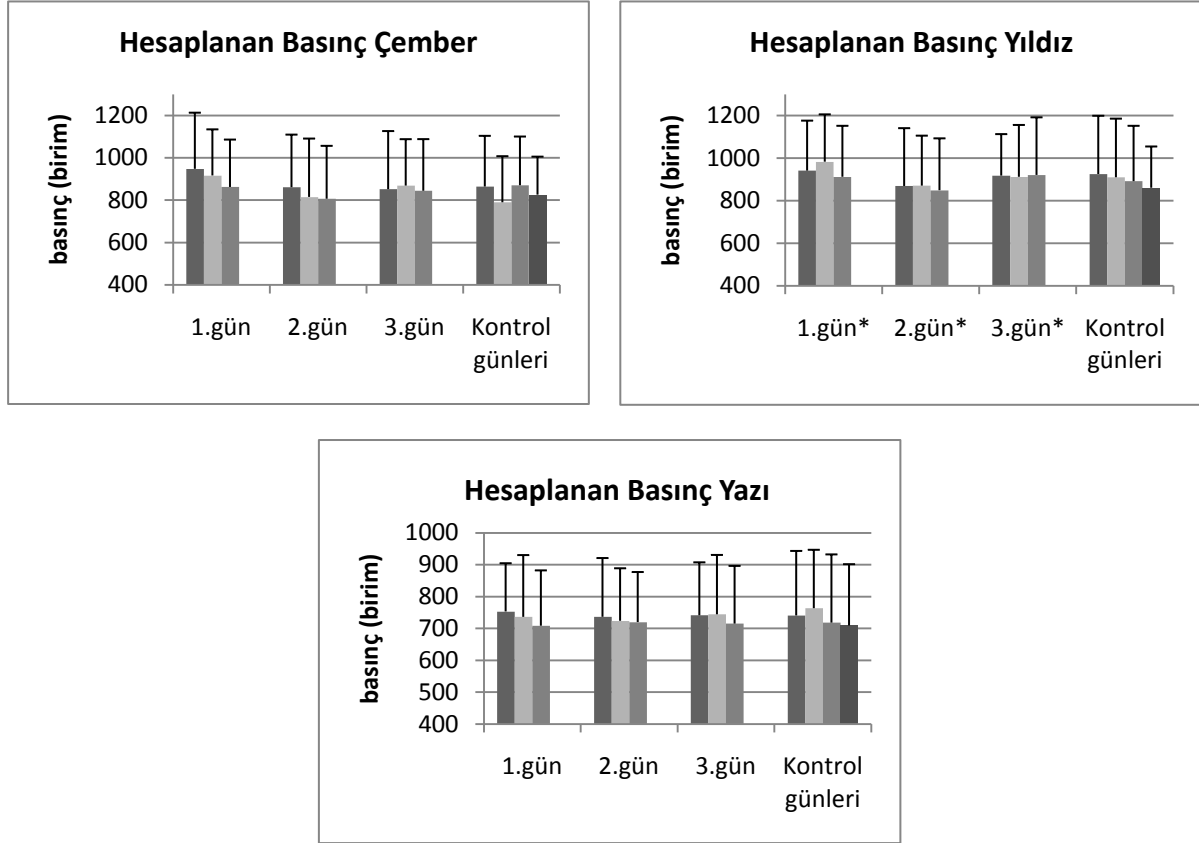 Hesaplanan Basınç Çember
basınç (birim)
1200
1000
800
600
400
1.gün
2.gün
3.gün
Kontrol
günleri
Hesaplanan Basınç Yıldız
basınç (birim)
1200
1000
800
600
400
1.gün*
2.gün*
3.gün*
Kontrol
günleri
Hesaplanan Basınç Yazı
basınç (birim)
1000
900
800
700
600
500
400
1.gün
2.gün
3.gün
Kontrol
günleri